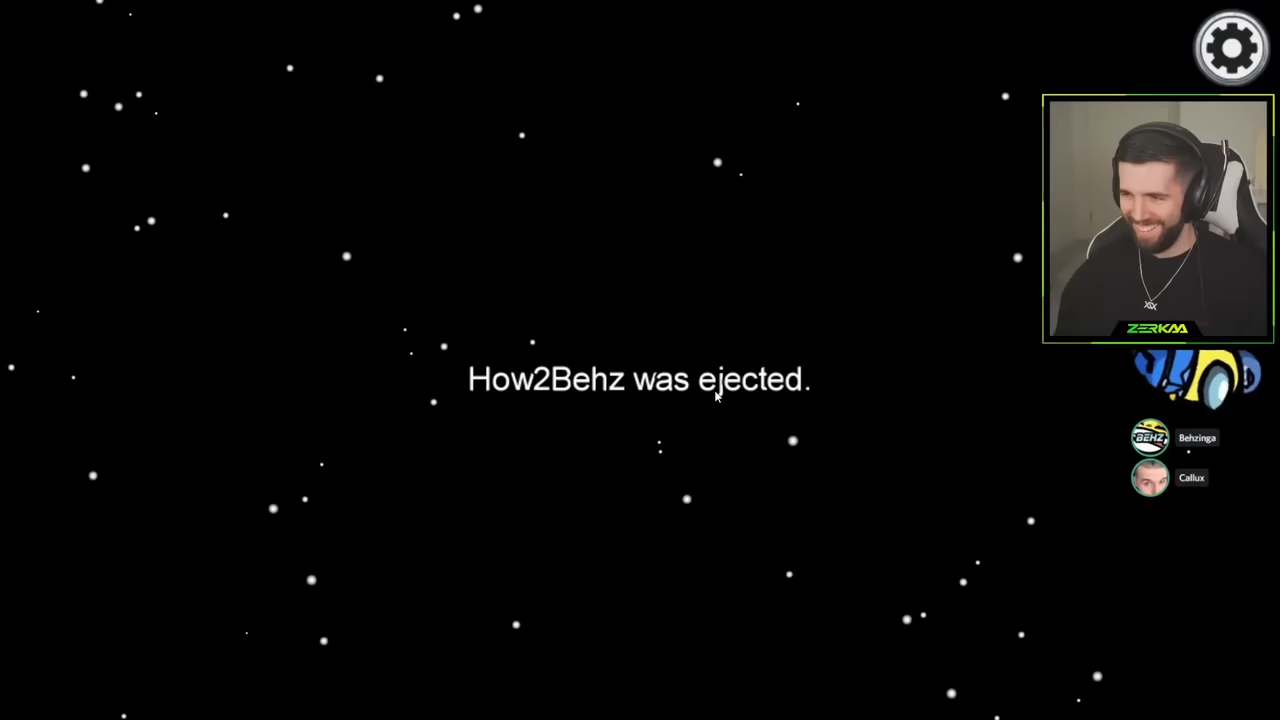 ZERKAA
How2Behz was ejected.
BEHZ
Behzinga
Callux